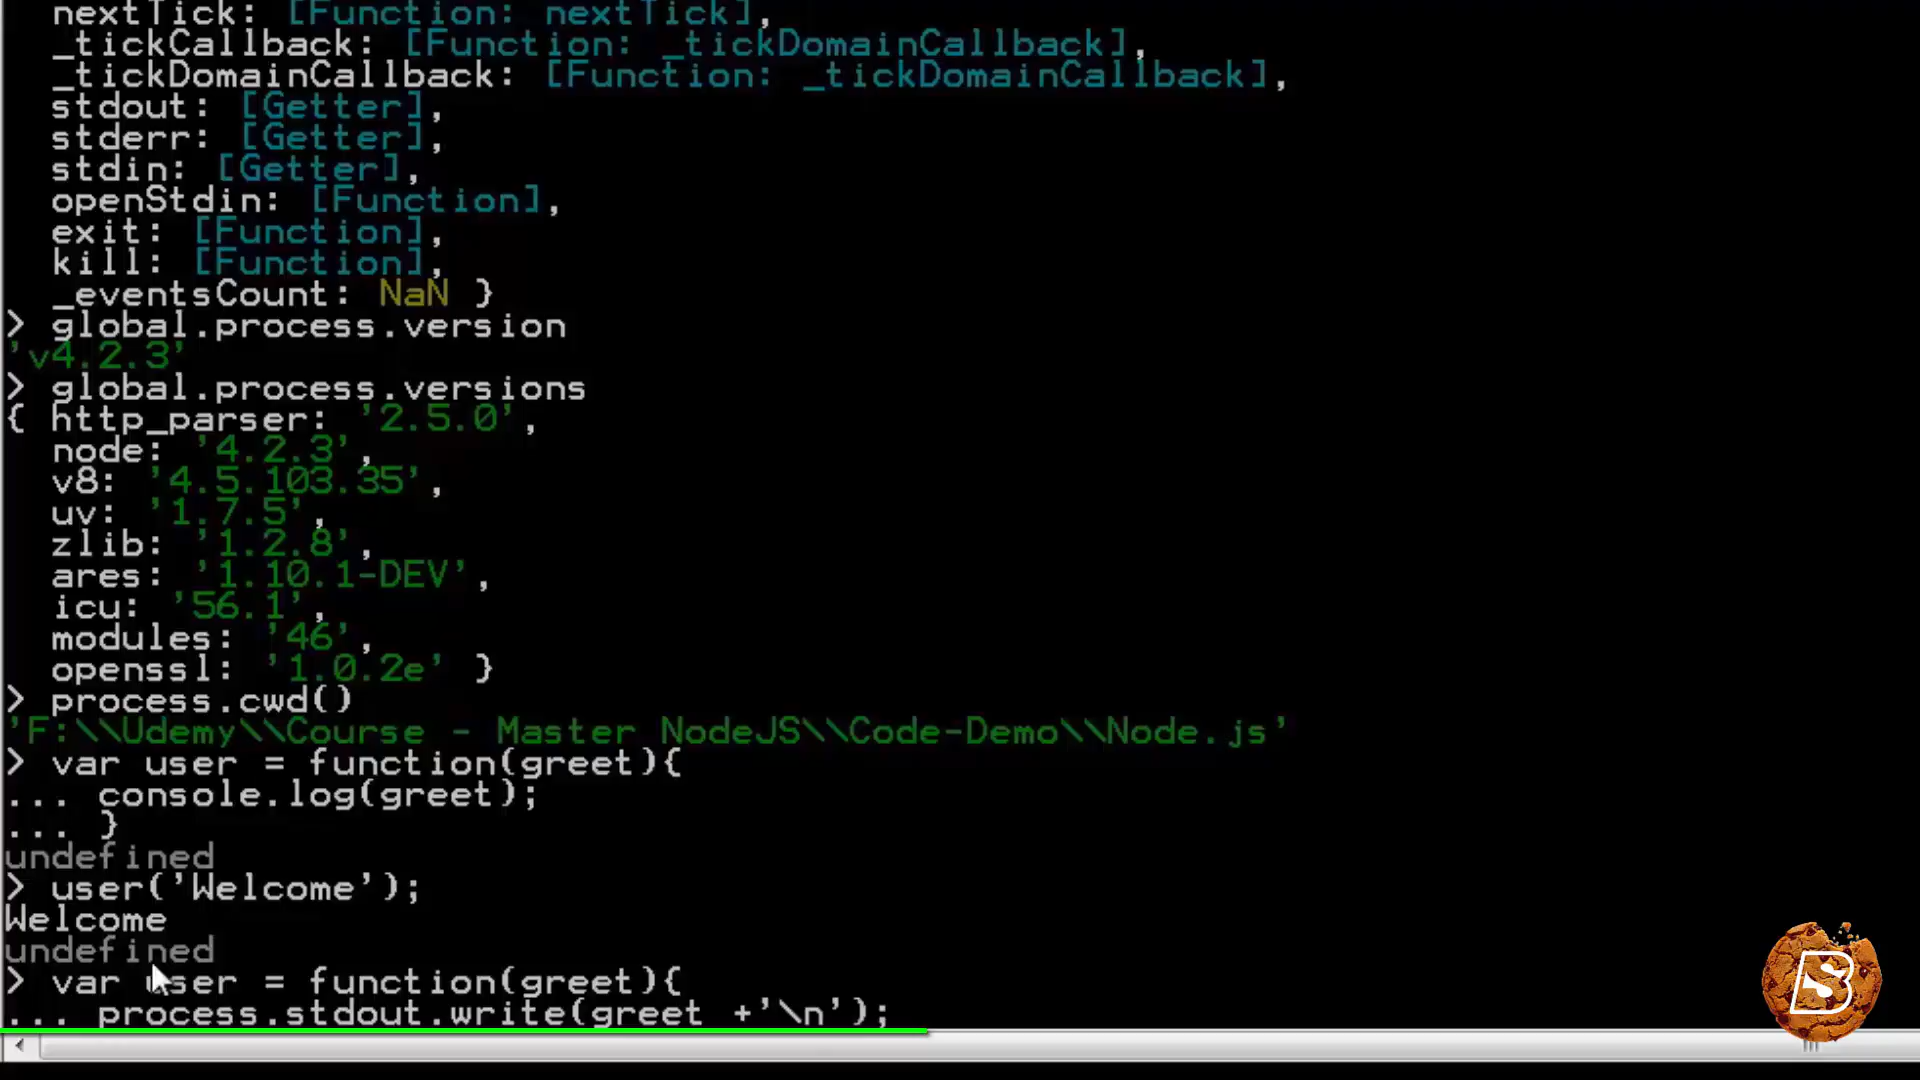 nextTick: [Function: nextTick],
_tickCallback: [Function: _tickDomainCallback],
_tickDomainCallback: [Function: _tickDomainCallback],
stdout: [Getter],
stderr: [Getter],
stdin: [Getter],
openStdin: [Function],
exit: [Function],
kill: [Function],
_eventsCount: NaN }
> global.process.version
'v4.2.3'
> global.process.versions
{ http_parser: '2.5.0',
node: '4.2.3',
v8: '4.5.103.35',
uv: '1.7.5',
zlib: '1.2.8',
ares: '1.10.1-DEV',
icu: '56.1',
modules: '46',
openssl: '1.0.2e' }
> process.cwd()
'F:\\Udemy\\Course - Master NodeJS\\Code-Demo\\Node.js'
> var user = function(greet){
... console.log(greet);
... }
undefined
> user('Welcome');
Welcome
undefined
> var user = function(greet){
... process.stdout.write(greet +'\n');